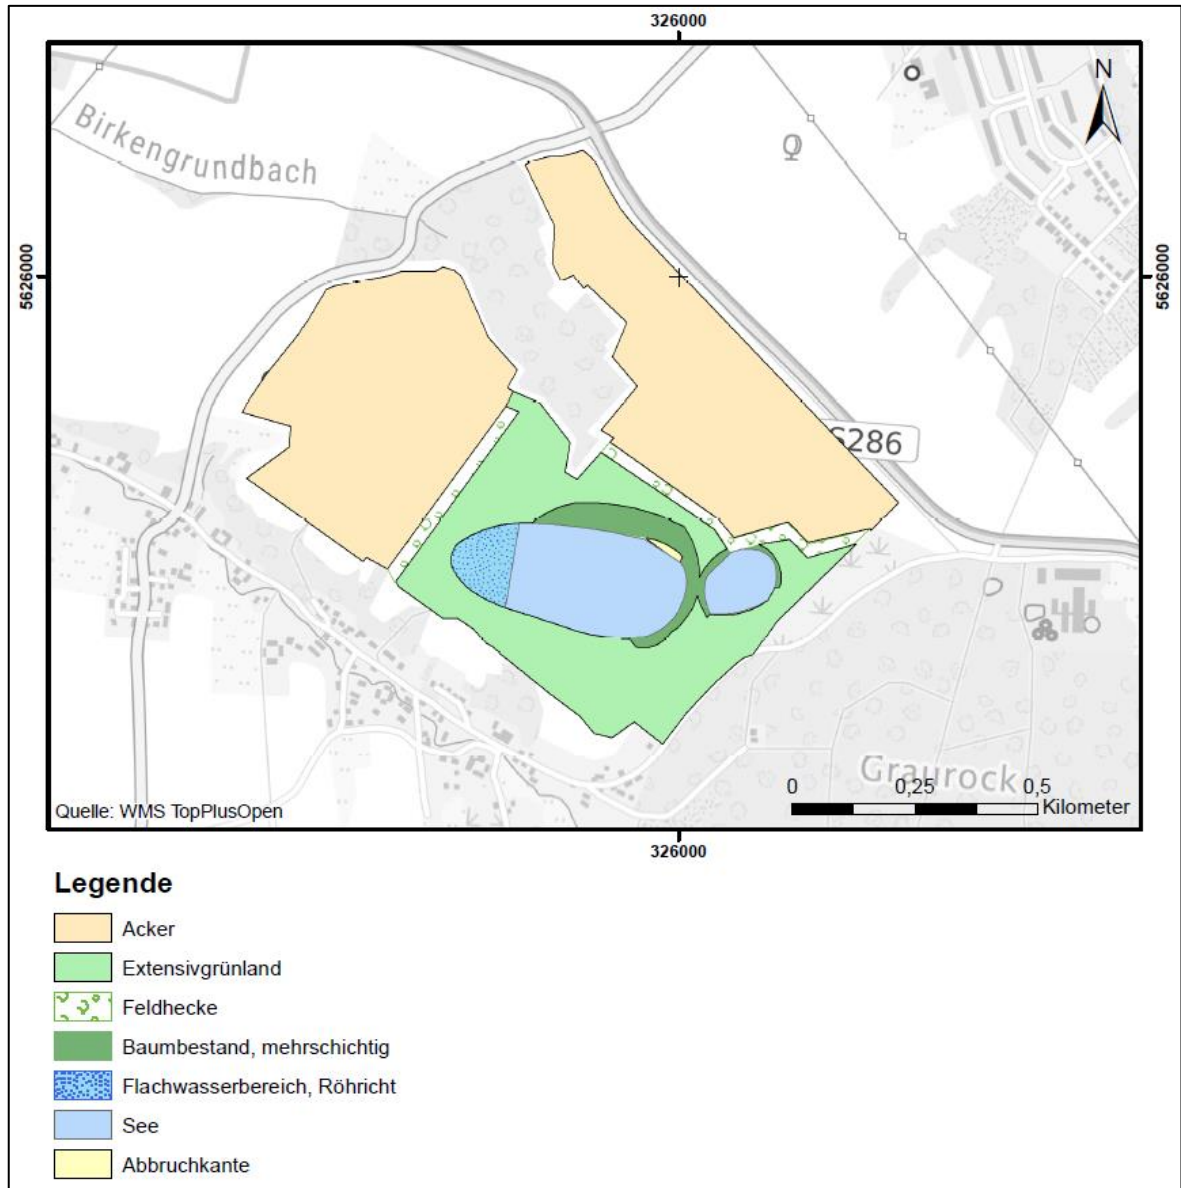 326000
N
Birkengrundbach
5626000
5626000
S286
Graurock
0 0,25 0,5
Kilometer
Quelle: WMS TopPlusOpen
326000
Legende
Acker
Extensivgrünland
Feldhecke
Baumbestand, mehrschichtig
Flachwasserbereich, Röhricht
See
Abbruchkante